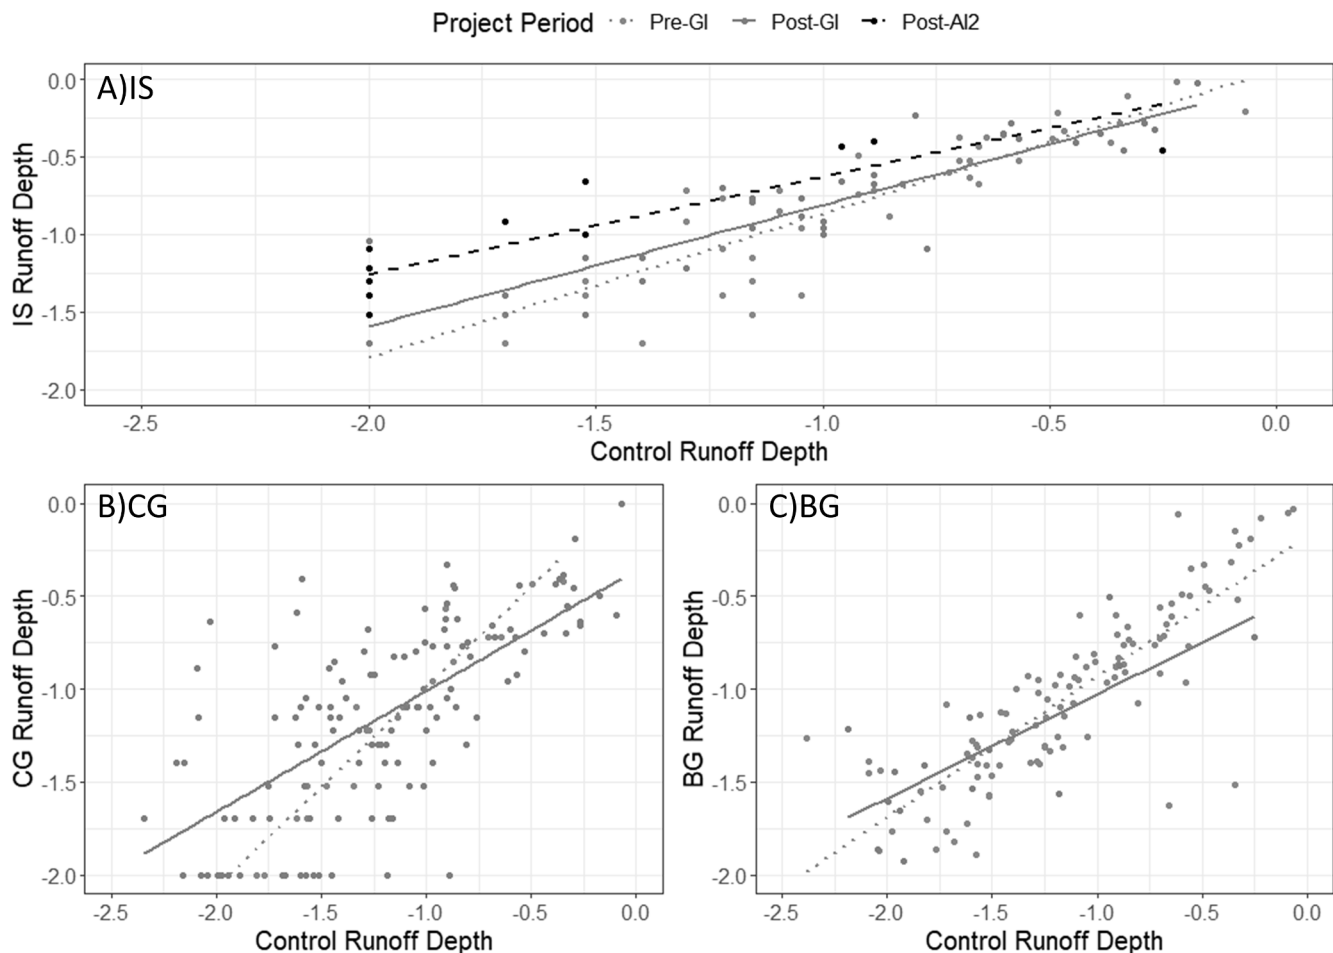 Project Period Pre-GI Post-GI Post-AI2
A)IS
IS Runoff Depth
0.0
-0.5
-1.0
-1.5
-2.0
-2.5 -2.0 -1.5 -1.0 -0.5 0.0
Control Runoff Depth
B)CG
CG Runoff Depth
0.0
-0.5
-1.0
-1.5
-2.0
-2.5 -2.0 -1.5 -1.0 -0.5 0.0
Control Runoff Depth
C)BG
BG Runoff Depth
0.0
-0.5
-1.0
-1.5
-2.0
-2.5 -2.0 -1.5 -1.0 -0.5 0.0
Control Runoff Depth